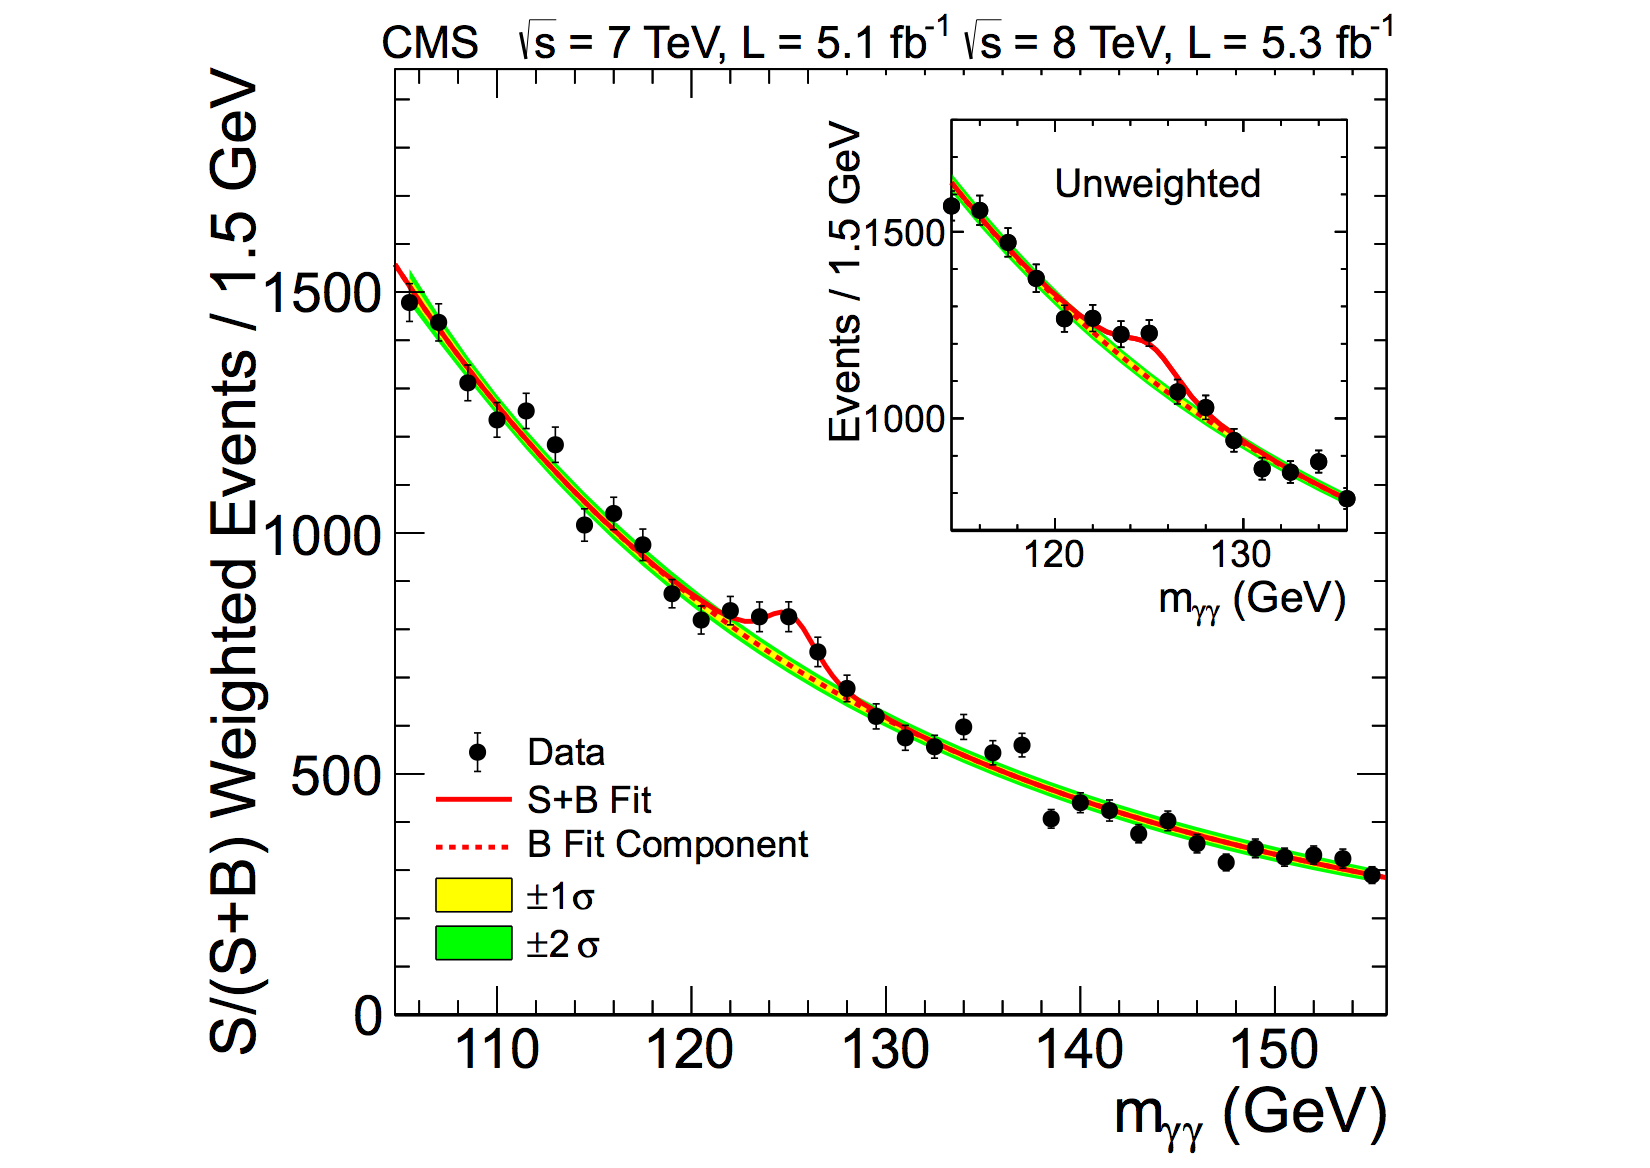 CMS √s = 7 TeV, L = 5.1 fb⁻¹ √s = 8 TeV, L = 5.3 fb⁻¹
S/(S+B) Weighted Events / 1.5 GeV
1500
1000
500
0
Events / 1.5 GeV
Unweighted
1500
1000
120 130
mγγ (GeV)
Data
S+B Fit
B Fit Component
±1σ
±2σ
110 120 130 140 150
mγγ (GeV)